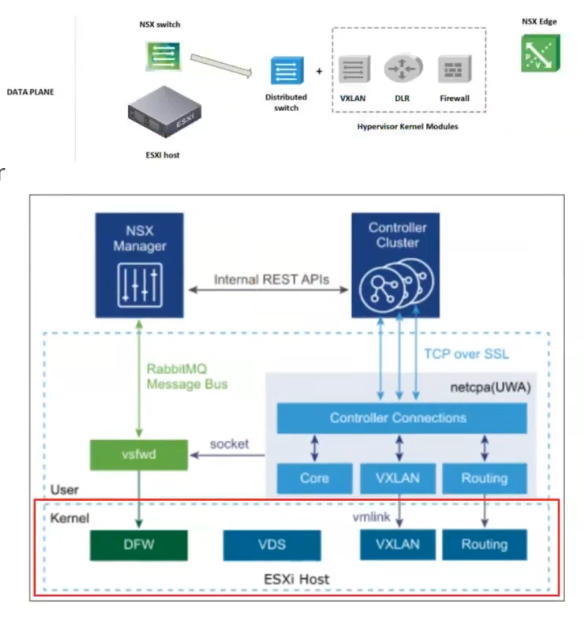 NSX switch
NSX Edge
DATA PLANE
ESXi
ESXI host
Distributed
switch
+
VXLAN
DLR
Firewall
Hypervisor Kernel Modules
r
NSX
Manager
Controller
Cluster
Internal REST APIs
RabbitMQ
Message Bus
TCP over SSL
netcpa(UWA)
Controller Connections
socket
vsfwd
Core
VXLAN
Routing
User
Kernel
vmlink
DFW
VDS
VXLAN
Routing
ESXi Host